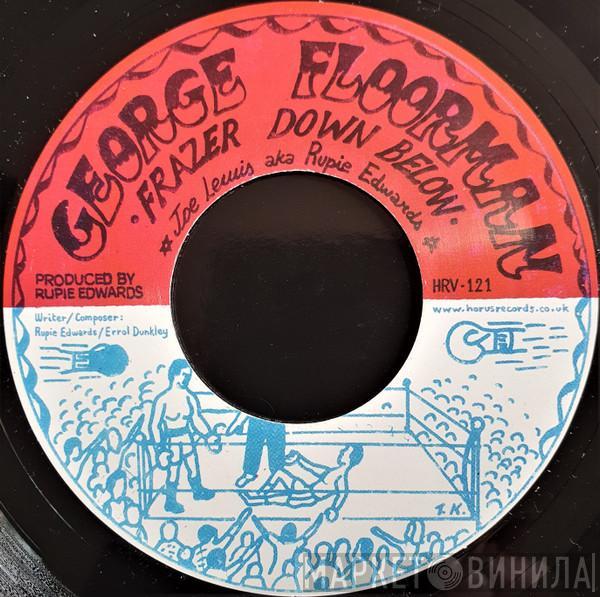 GEORGE FLOORMAN
·FRAZER DOWN BELOW·
☆ Joe Lewis aka Rupie Edwards ☆
PRODUCED BY
RUPIE EDWARDS
HRV-121
Writer/Composer:
Rupie Edwards/Errol Dunkley
www.horusrecords.co.uk
T.K.
МАРКЕТ ВИНИЛА